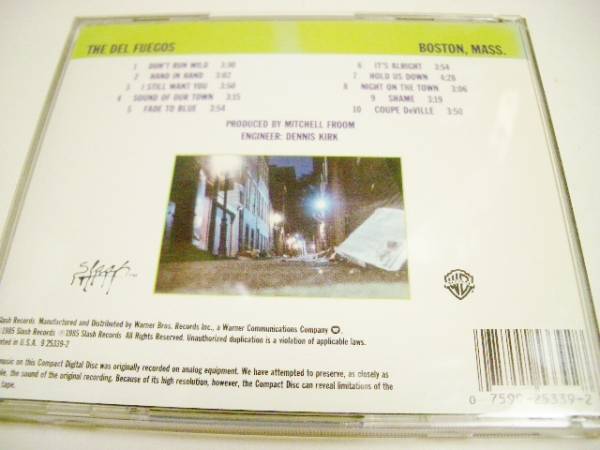 THE DEL FUEGOS
BOSTON, MASS.
1 DON'T RUN WILD 3:30
2 HAND IN HAND 3:02
3 I STILL WANT YOU 3:50
4 SOUND OF OUR TOWN 3:15
5 FADE TO BLUE 3:54
6 IT'S ALRIGHT 3:54
7 HOLD US DOWN 4:28
8 NIGHT ON THE TOWN 3:06
9 SHAME 3:19
10 COUPE DeVILLE 3:50
PRODUCED BY MITCHELL FROOM
ENGINEER: DENNIS KIRK
Slash
WB
Slash Records. Manufactured and Distributed by Warner Bros. Records Inc., a Warner Communications Company
1985 Slash Records ℗ 1985 Slash Records All Rights Reserved. Unauthorized duplication is a violation of applicable laws.
nted in U.S.A. 9 25339-2
music on this Compact Digital Disc was originally recorded on analog equipment. We have attempted to preserve, as closely as
le, the sound of the original recording. Because of its high resolution, however, the Compact Disc can reveal limitations of the
tape.
0 7599-25339-2